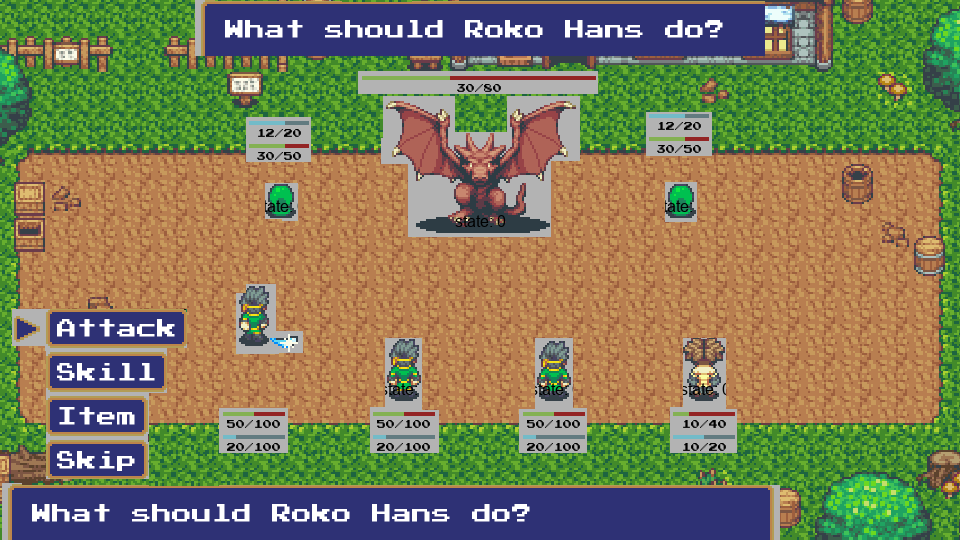 What should Roko Hans do?
30/80
12/20
30/50
12/20
30/50
state: 0
Attack
Skill
Item
Skip
50/100
20/100
50/100
20/100
50/100
20/100
10/40
10/20
What should Roko Hans do?